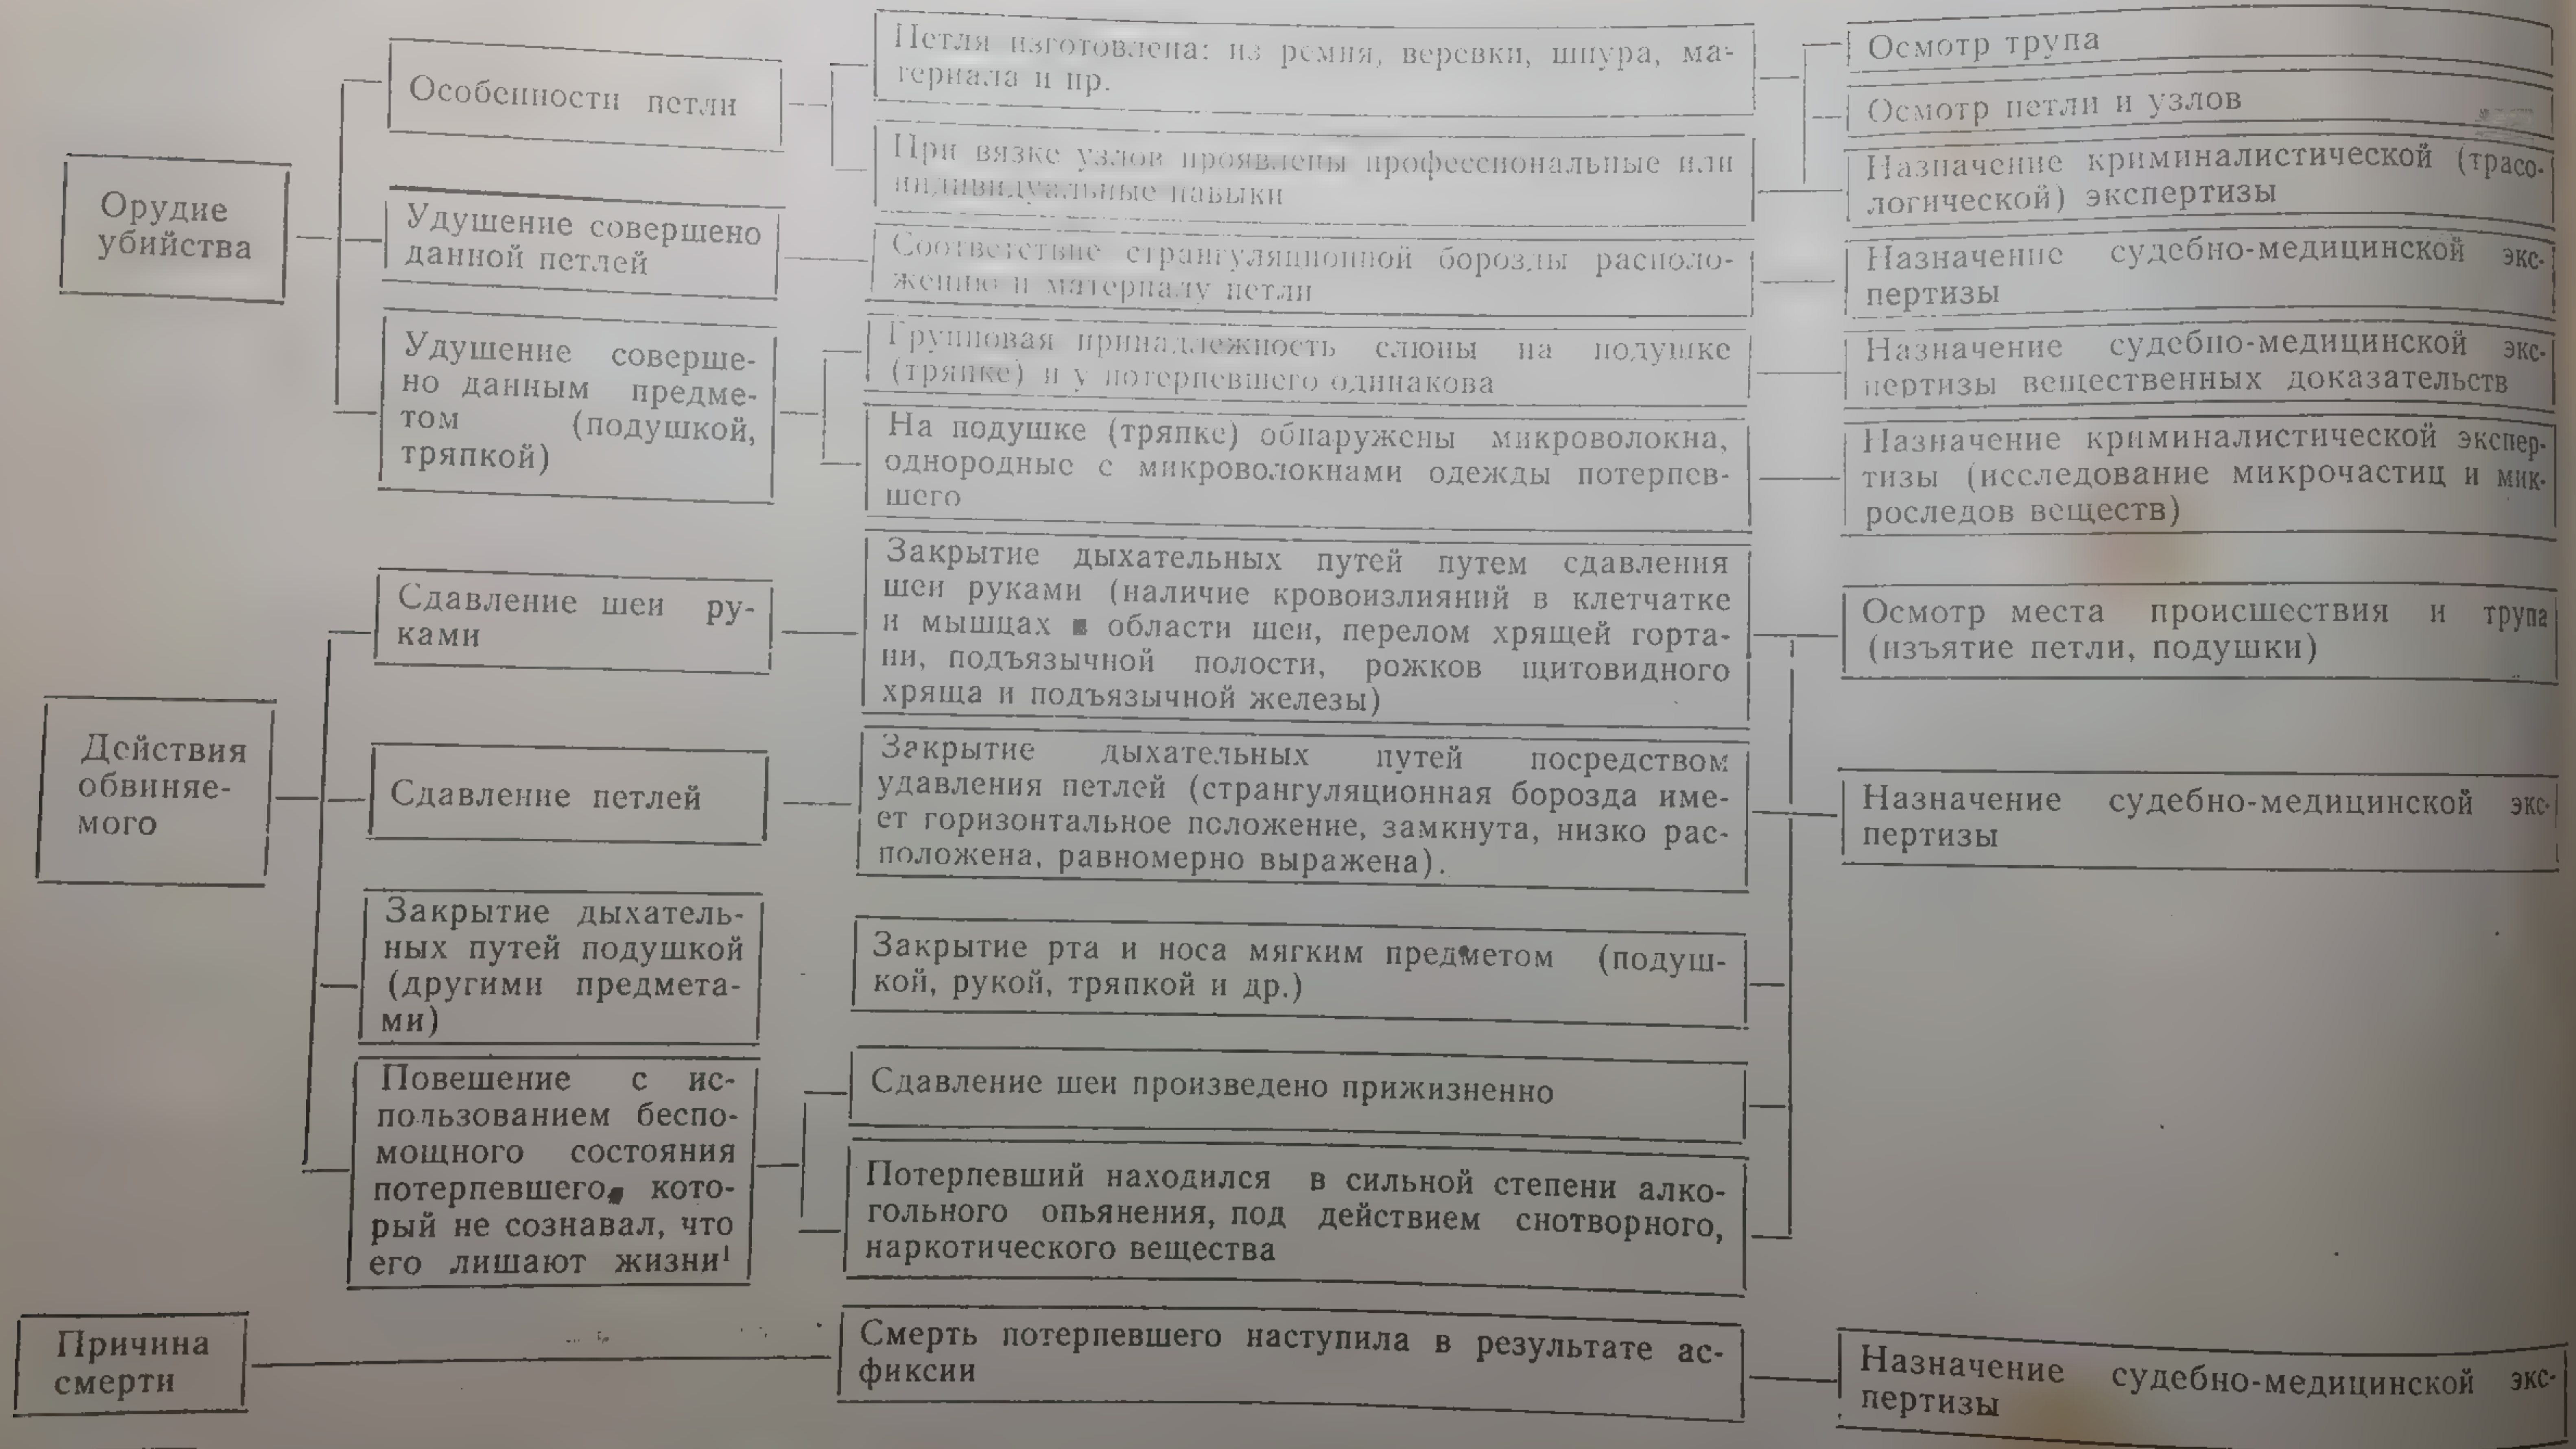 Орудие
убийства
Особенности петли
Петля изготовлена: из ремня, веревки, шнура, ма-
териала и пр.
При вязке узлов проявлены профессиональные или
индивидуальные навыки
Осмотр трупа
Осмотр петли и узлов
Назначение криминалистической (трасо-
логической) экспертизы
Удушение совершено
данной петлей
Соответствие странгуляционной борозды располо-
жению и материалу петли
Назначение судебно-медицинской экс-
пертизы
Удушение соверше-
но данным предме-
том (подушкой,
тряпкой)
Групповая принадлежность слюны на подушке
(тряпке) и у потерпевшего одинакова
Назначение судебно-медицинской экс-
пертизы вещественных доказательств
На подушке (тряпке) обнаружены микроволокна,
однородные с микроволокнами одежды потерпев-
шего
Назначение криминалистической экспер-
тизы (исследование микрочастиц и мик-
роследов веществ)
Действия
обвиняе-
мого
Сдавление шеи ру-
ками
Закрытие дыхательных путей путем сдавления
шеи руками (наличие кровоизлияний в клетчатке
и мышцах области шеи, перелом хрящей горта-
ни, подъязычной полости, рожков щитовидного
хряща и подъязычной железы)
Осмотр места происшествия и трупа
(изъятие петли, подушки)
Сдавление петлей
Закрытие дыхательных путей посредством
удавления петлей (странгуляционная борозда име-
ет горизонтальное положение, замкнута, низко рас-
положена, равномерно выражена).
Назначение судебно-медицинской экс-
пертизы
Закрытие дыхатель-
ных путей подушкой
(другими предмета-
ми)
Закрытие рта и носа мягким предметом (подуш-
кой, рукой, тряпкой и др.)
Повешение с ис-
пользованием беспо-
мощного состояния
потерпевшего, кото-
рый не сознавал, что
его лишают жизни¹
Сдавление шеи произведено прижизненно
Потерпевший находился в сильной степени алко-
гольного опьянения, под действием снотворного,
наркотического вещества
Причина
смерти
Смерть потерпевшего наступила в результате ас-
фиксии
Назначение судебно-медицинской экс-
пертизы